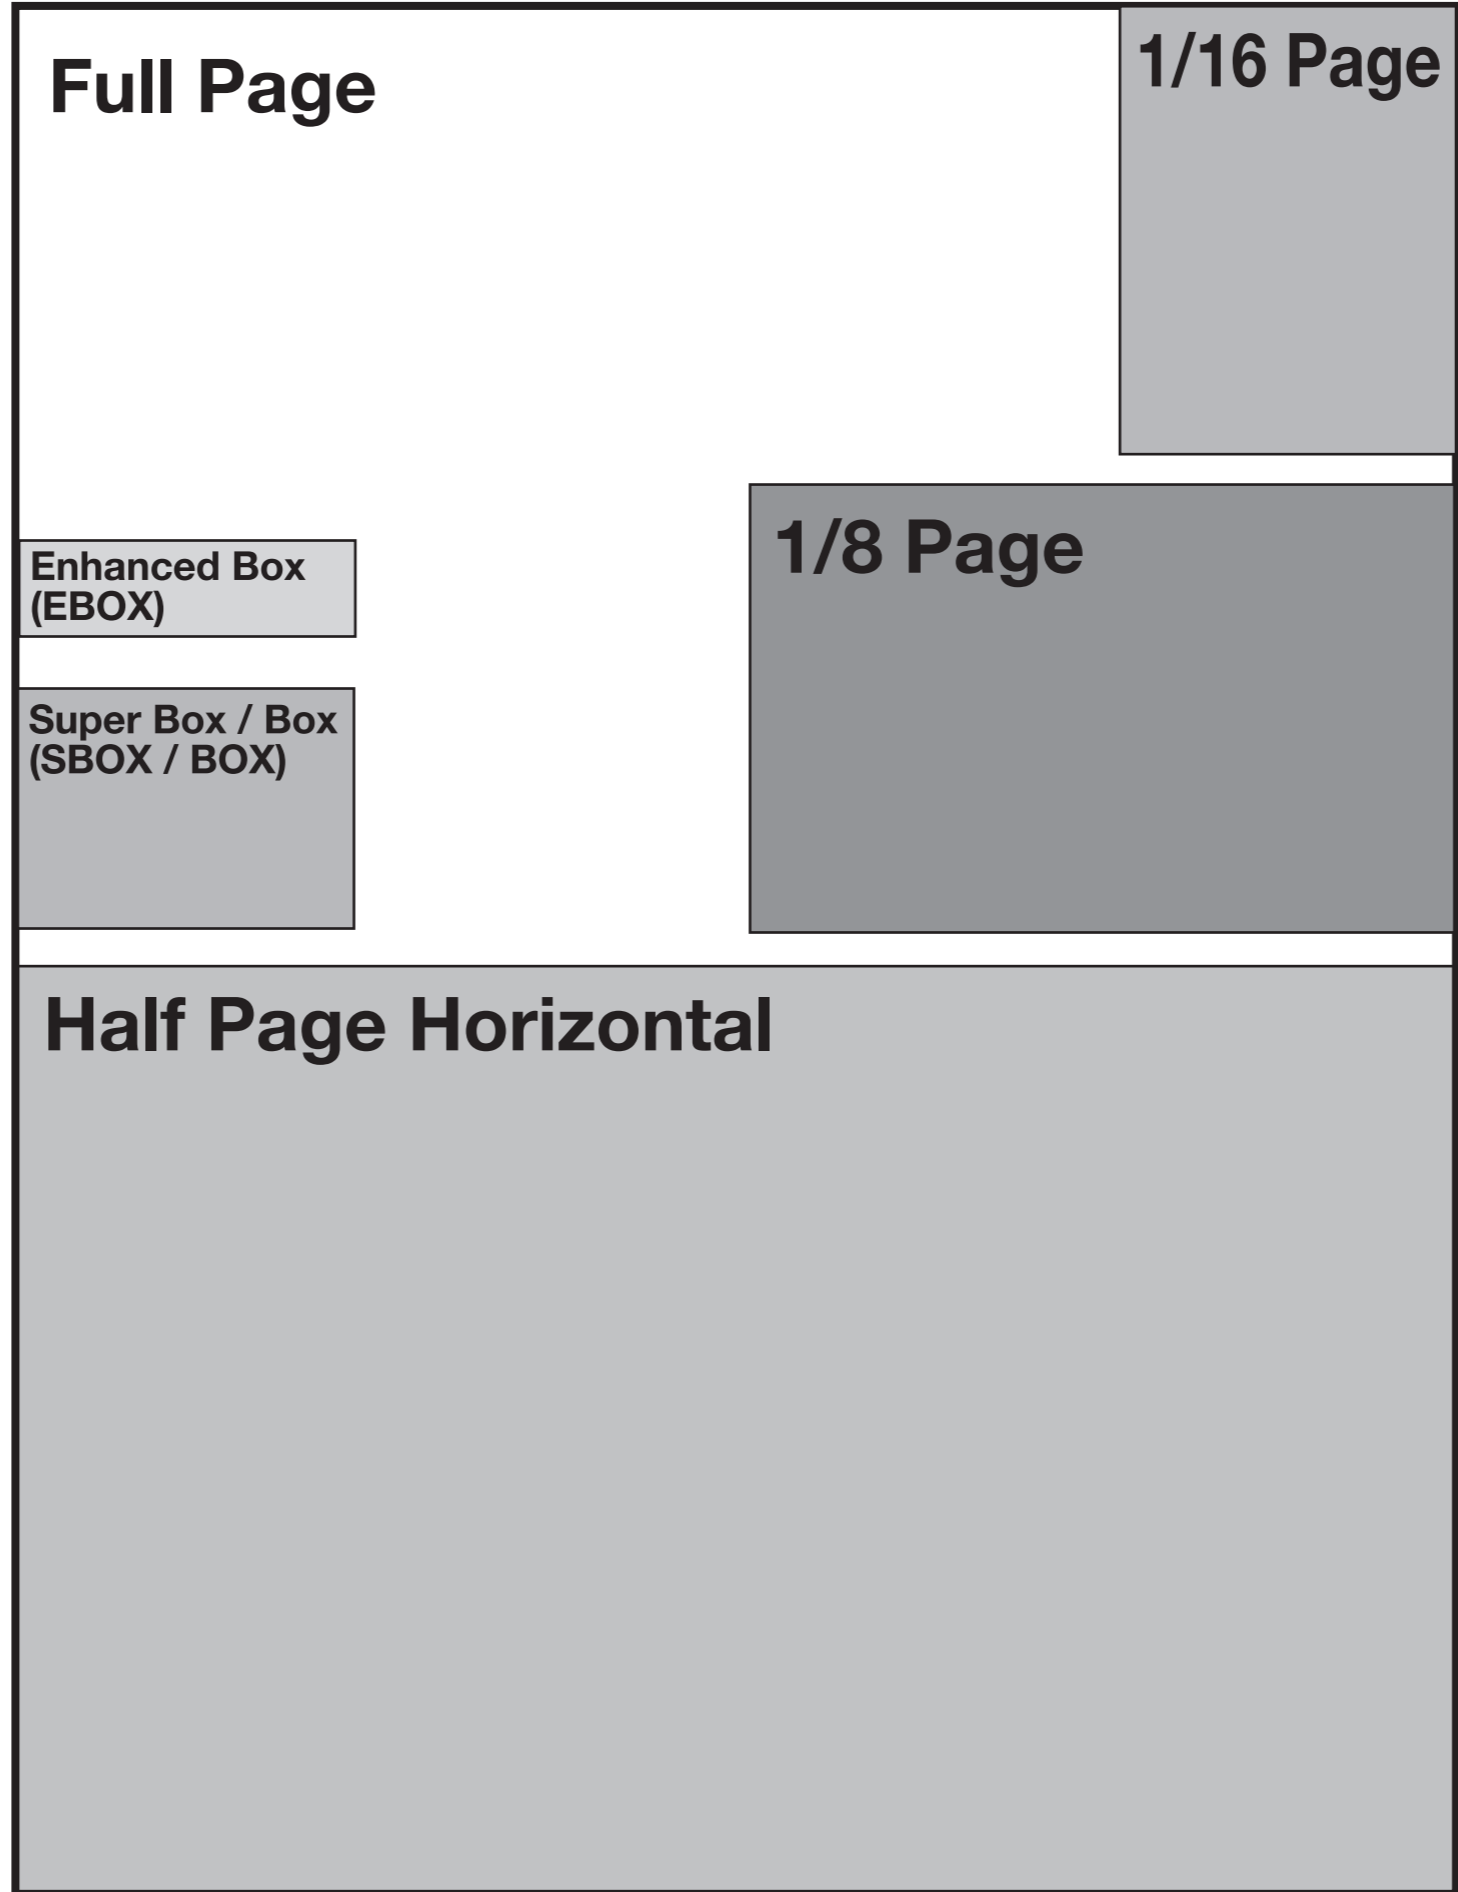 Full Page
1/16 Page
1/8 Page
Enhanced Box
(EBOX)
Super Box / Box
(SBOX / BOX)
Half Page Horizontal